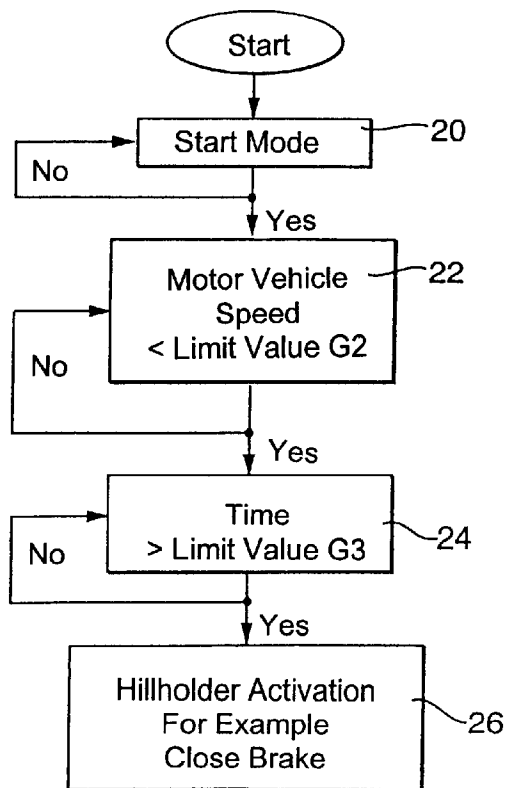 Start
Start Mode
20
No
Yes
Motor Vehicle
Speed
< Limit Value G2
22
No
Yes
Time
> Limit Value G3
24
No
Yes
Hillholder Activation
For Example
Close Brake
26